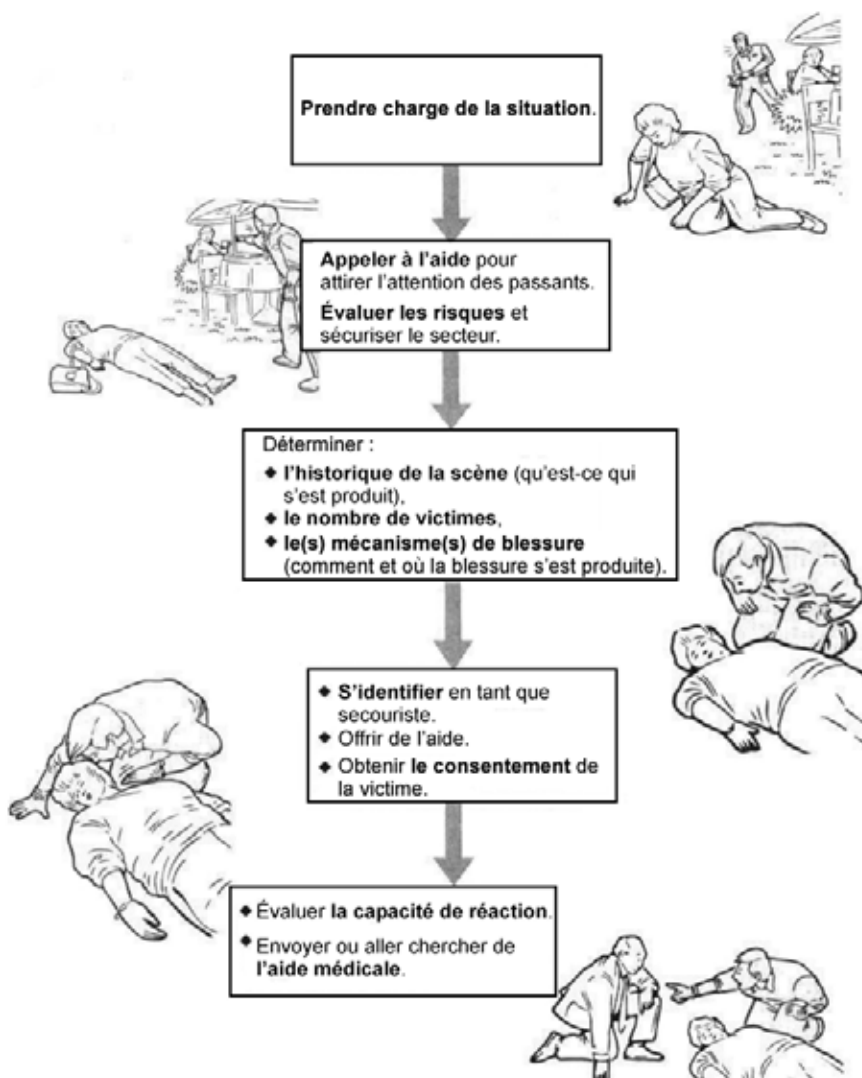 Prendre charge de la situation.
Appeler à l'aide pour
attirer l'attention des passants.
Évaluer les risques et
sécuriser le secteur.
Déterminer :
◆ l'historique de la scène (qu'est-ce qui
s'est produit),
◆ le nombre de victimes,
◆ le(s) mécanisme(s) de blessure
(comment et où la blessure s'est produite).
◆ S'identifier en tant que
secouriste.
◆ Offrir de l'aide.
◆ Obtenir le consentement de
la victime.
◆ Évaluer la capacité de réaction.
◆ Envoyer ou aller chercher de
l'aide médicale.